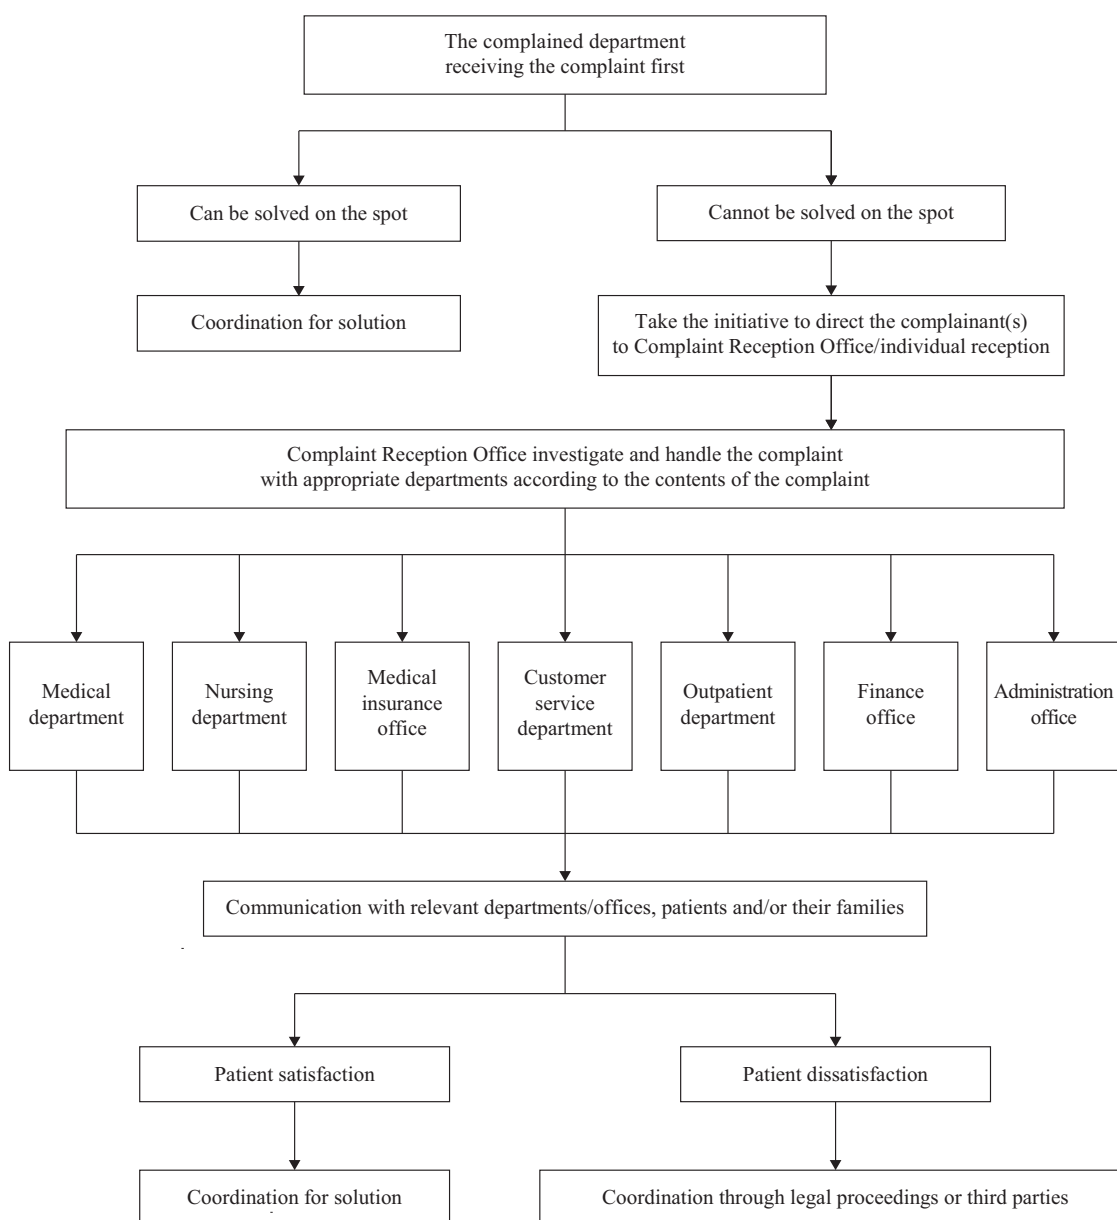 The complained department
receiving the complaint first
Can be solved on the spot
Cannot be solved on the spot
Coordination for solution
Take the initiative to direct the complainant(s)
to Complaint Reception Office/individual reception
Complaint Reception Office investigate and handle the complaint
with appropriate departments according to the contents of the complaint
Medical
department
Nursing
department
Medical
insurance
office
Customer
service
department
Outpatient
department
Finance
office
Administration
office
Communication with relevant departments/offices, patients and/or their families
Patient satisfaction
Patient dissatisfaction
Coordination for solution
Coordination through legal proceedings or third parties